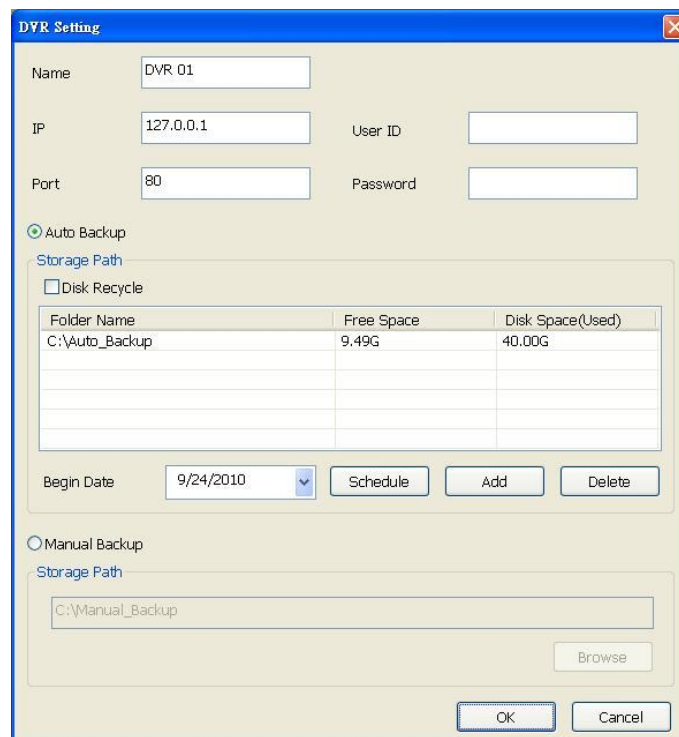 DVR Setting
Name DVR 01
IP 127.0.0.1 User ID
Port 80 Password
Auto Backup
Storage Path
Disk Recycle
Folder Name Free Space Disk Space(Used)
C:\Auto_Backup 9.49G 40.00G
Begin Date 9/24/2010 Schedule Add Delete
Manual Backup
Storage Path
C:\Manual_Backup
Browse
OK Cancel